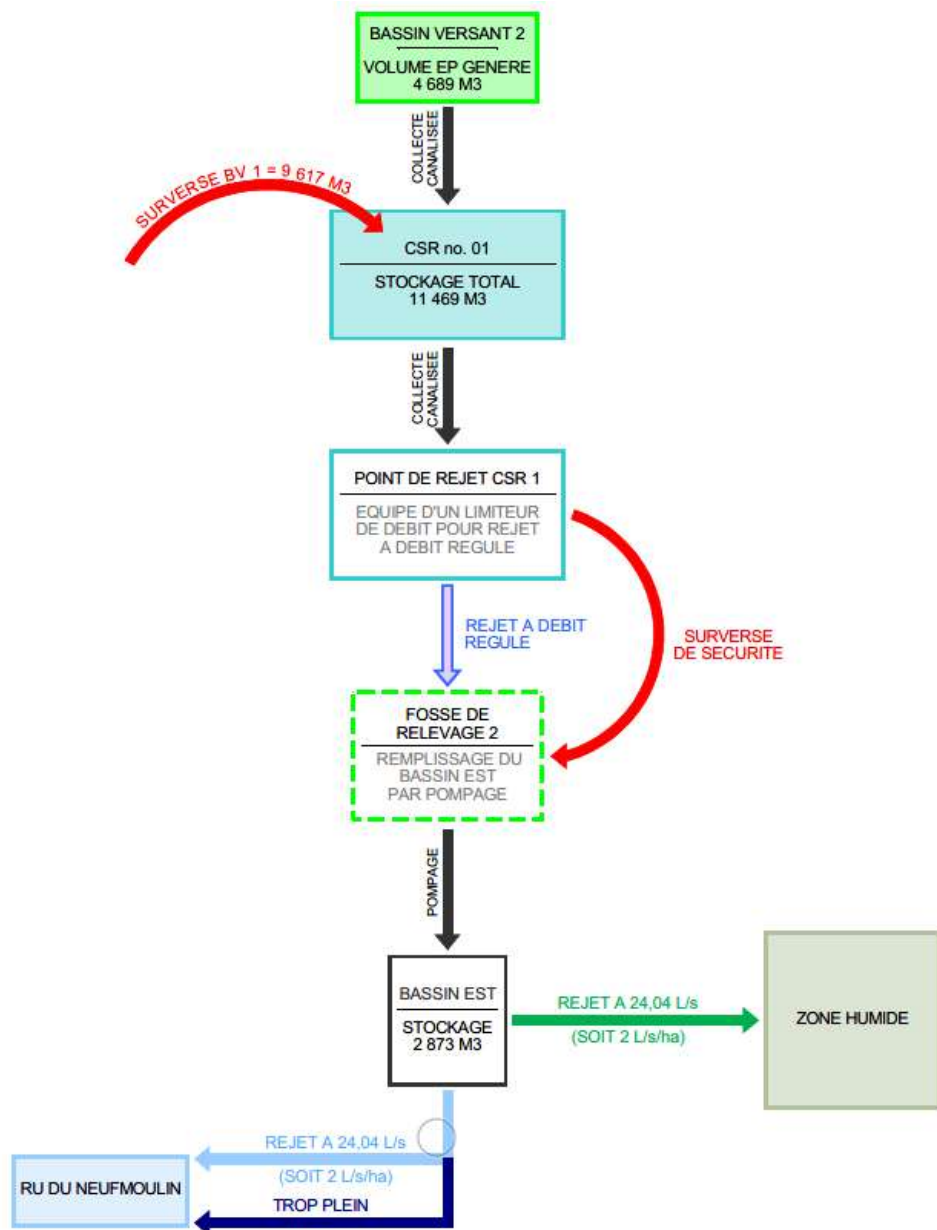 BASSIN VERSANT 2
VOLUME EP GENERE
4 689 M3
COLLECTE
CANALISEE
SURVERSE BV 1 = 9 617 M3
CSR no. 01
STOCKAGE TOTAL
11 469 M3
COLLECTE
CANALISEE
POINT DE REJET CSR 1
EQUIPE D'UN LIMITEUR
DE DEBIT POUR REJET
A DEBIT REGULE
REJET A DEBIT
REGULE
SURVERSE
DE SECURITE
FOSSE DE
RELEVAGE 2
REMPLISSAGE DU
BASSIN EST
PAR POMPAGE
POMPAGE
BASSIN EST
STOCKAGE
2 873 M3
REJET A 24,04 L/s
(SOIT 2 L/s/ha)
ZONE HUMIDE
REJET A 24,04 L/s
(SOIT 2 L/s/ha)
RU DU NEUFMOULIN
TROP PLEIN